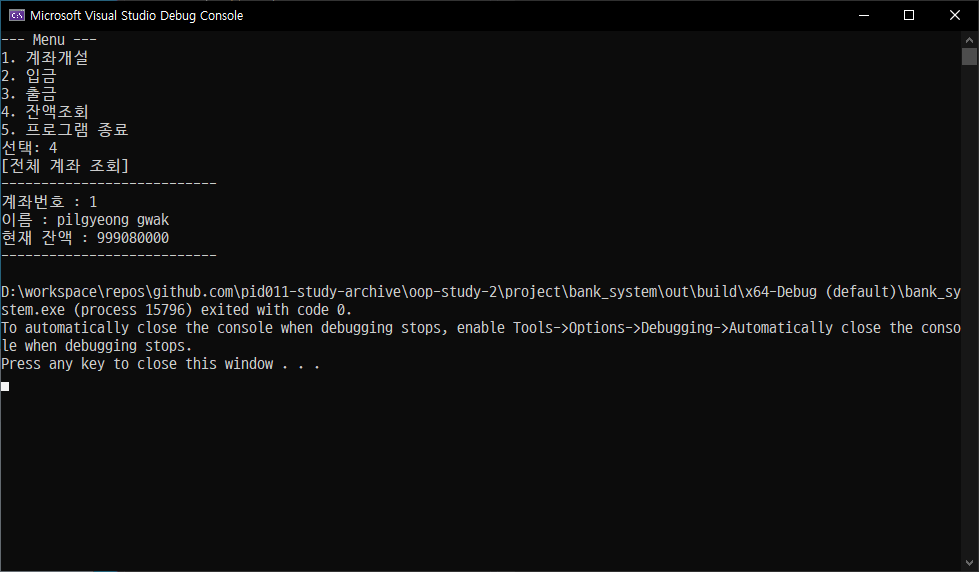 Microsoft Visual Studio Debug Console
--- Menu ---
1. 계좌개설
2. 입금
3. 출금
4. 잔액조회
5. 프로그램 종료
선택: 4
[전체 계좌 조회]
---------------------------
계좌번호 : 1
이름 : pilgyeong gwak
현재 잔액 : 999080000
---------------------------
D:\workspace\repos\github.com\pid011-study-archive\oop-study-2\project\bank_system\out\build\x64-Debug (default)\bank_sy
stem.exe (process 15796) exited with code 0.
To automatically close the console when debugging stops, enable Tools->Options->Debugging->Automatically close the conso
le when debugging stops.
Press any key to close this window . . .